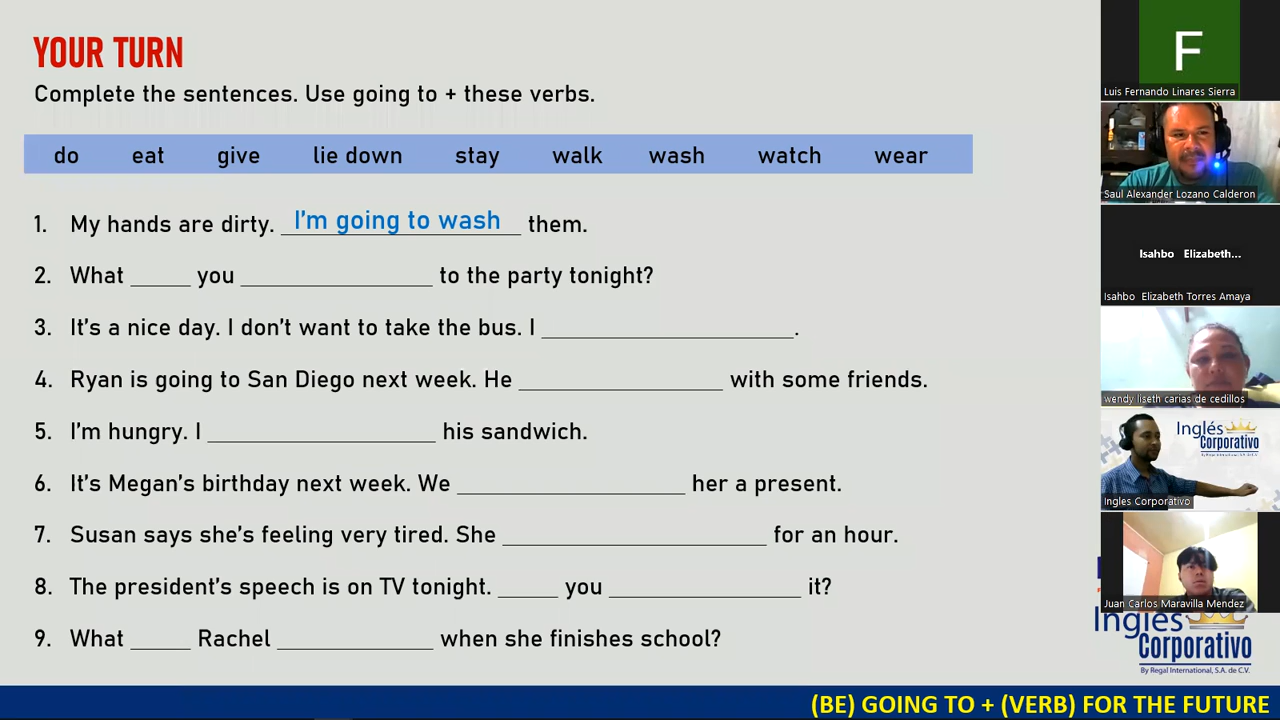 YOUR TURN
Complete the sentences. Use going to + these verbs.
do eat give lie down stay walk wash watch wear
1. My hands are dirty. I'm going to wash them.
2. What _____ you ________________ to the party tonight?
3. It's a nice day. I don't want to take the bus. I _____________________.
4. Ryan is going to San Diego next week. He _________________ with some friends.
5. I'm hungry. I ___________________ his sandwich.
6. It's Megan's birthday next week. We ___________________ her a present.
7. Susan says she's feeling very tired. She ______________________ for an hour.
8. The president's speech is on TV tonight. _____ you ________________ it?
9. What _____ Rachel _____________ when she finishes school?
(BE) GOING TO + (VERB) FOR THE FUTURE
F
Luis Fernando Linares Sierra
Saul Alexander Lozano Calderon
Isahbo Elizabeth...
Isahbo Elizabeth Torres Amaya
wendy liseth carias de cedillos
Inglés
Corporativo
Ingles Corporativo
Juan Carlos Maravilla Mendez
Inglés
Corporativo
By Regal International, S.A. de C.V.